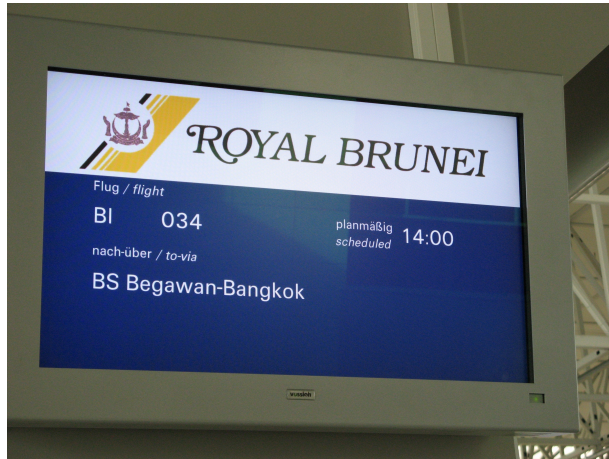 ROYAL BRUNEI
Flug / flight
BI 034
planmäßig
scheduled 14:00
nach-über / to-via
BS Begawan-Bangkok